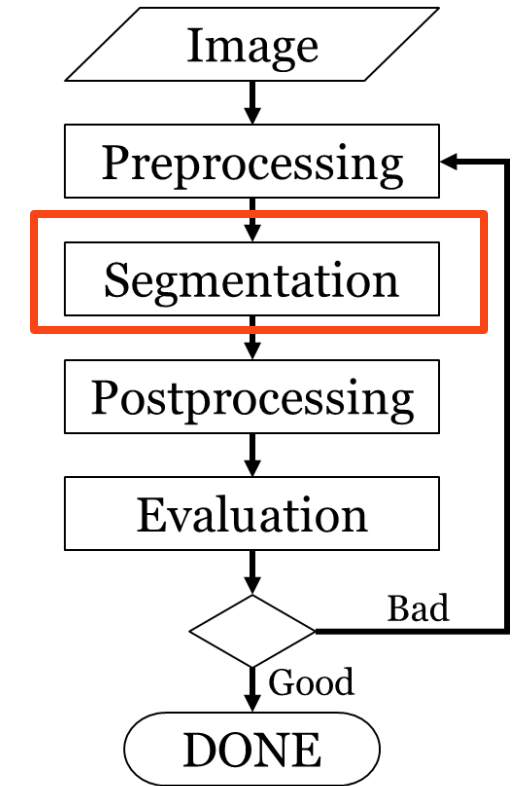 Image
Preprocessing
Segmentation
Postprocessing
Evaluation
Bad
Good
DONE